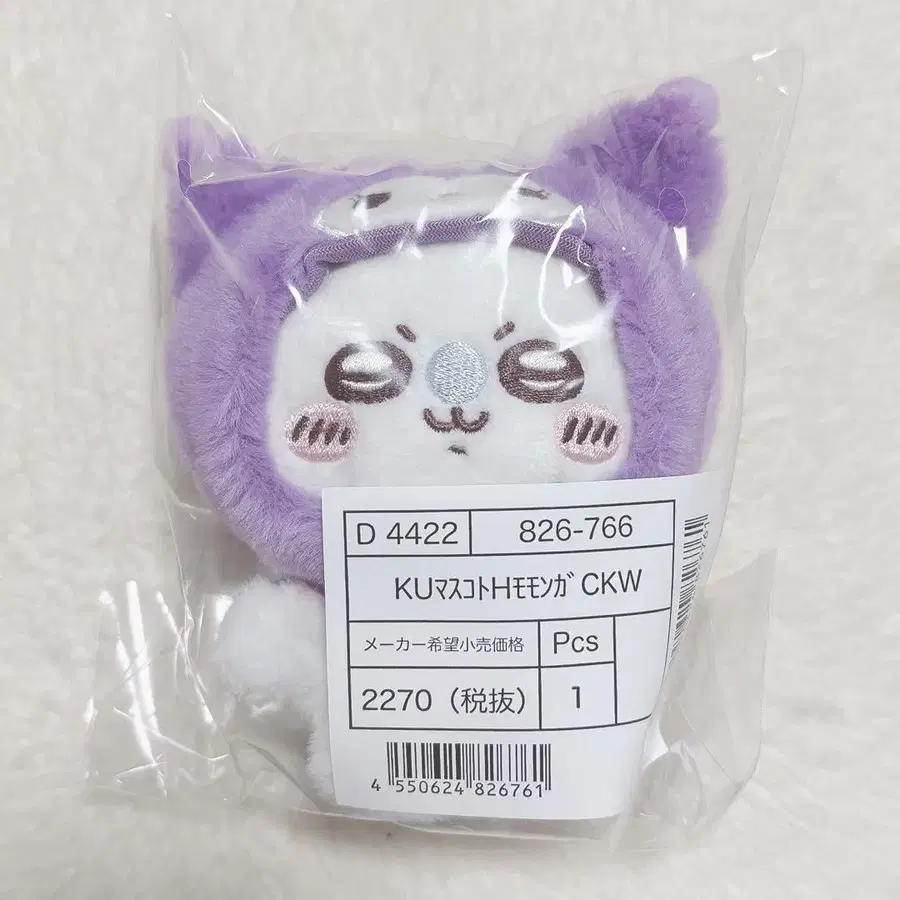 D 4422
826-766
KUﾏｽｺﾄHﾓﾓﾝｶﾞ CKW
メーカー希望小売価格
Pcs
2270（税抜）
1
4 550624 826761